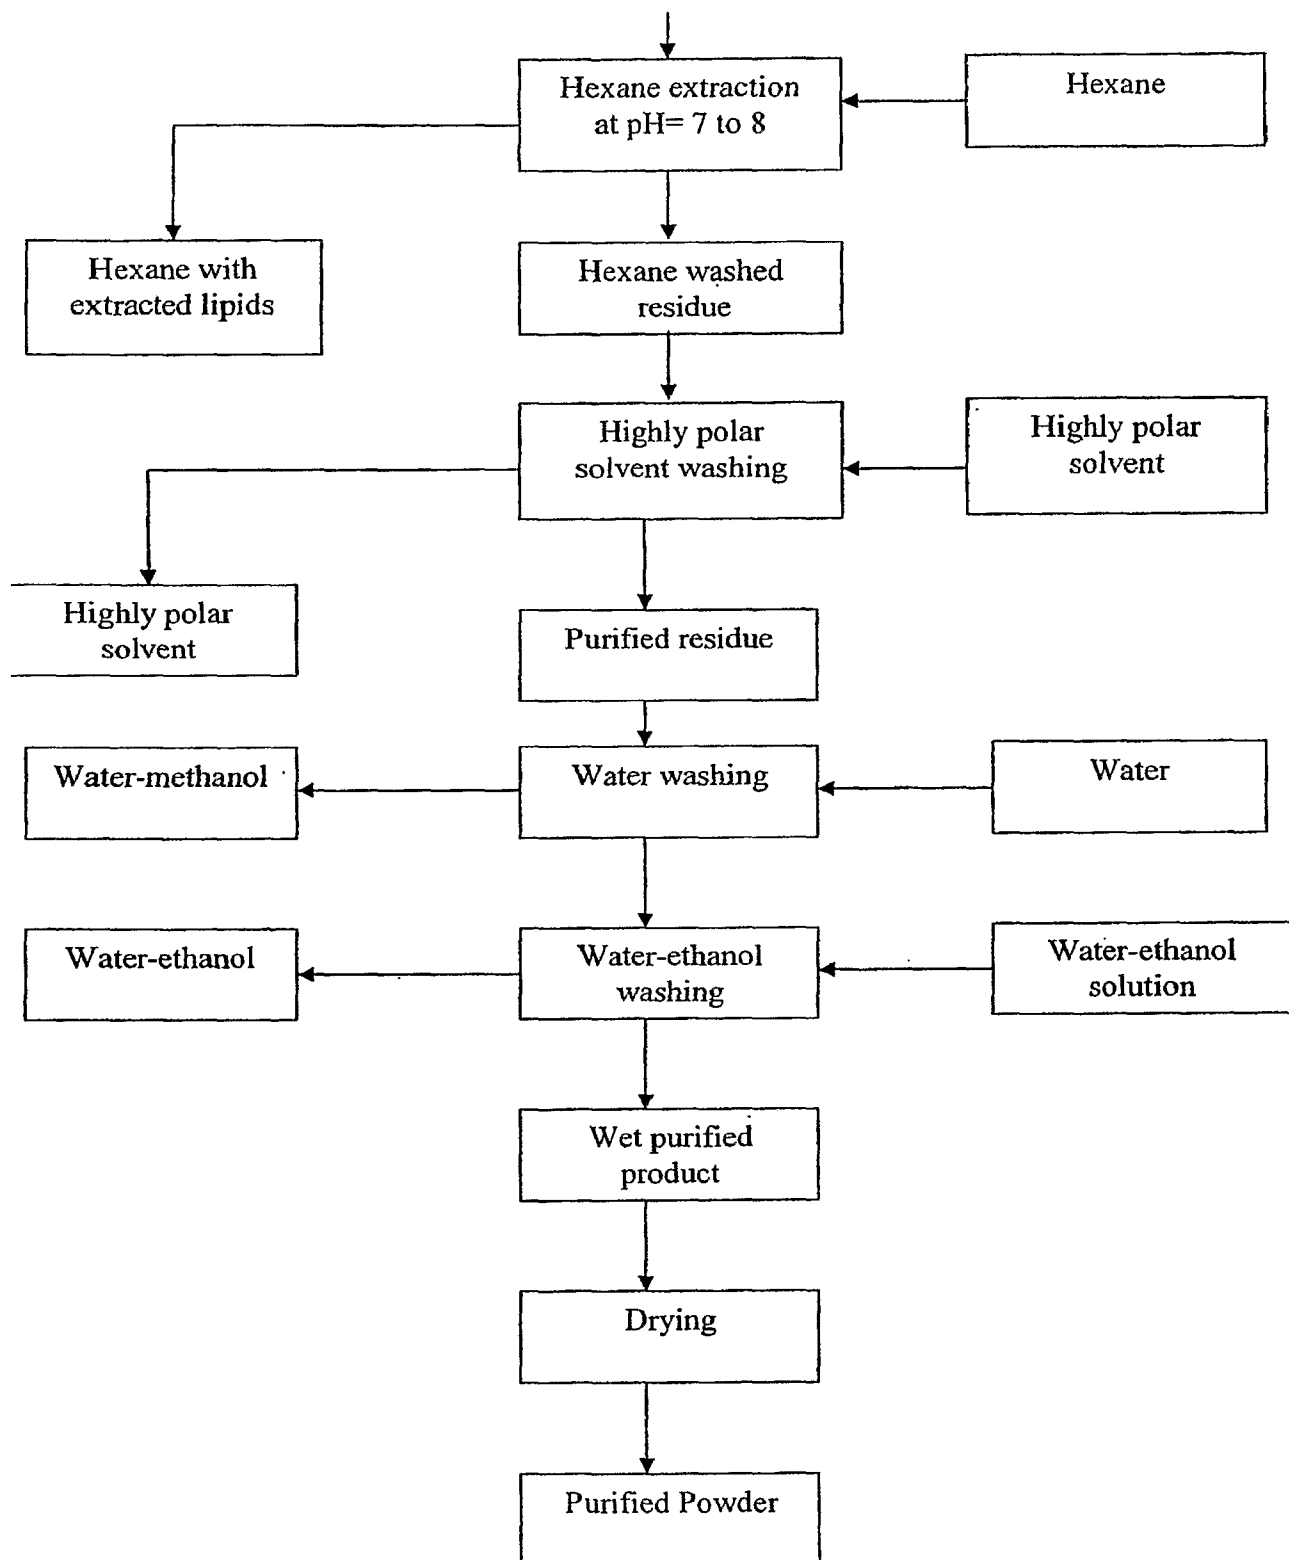 Hexane extraction
at pH= 7 to 8
Hexane
Hexane with
extracted lipids
Hexane washed
residue
Highly polar
solvent washing
Highly polar
solvent
Highly polar
solvent
Purified residue
Water-methanol
Water washing
Water
Water-ethanol
Water-ethanol
washing
Water-ethanol
solution
Wet purified
product
Drying
Purified Powder